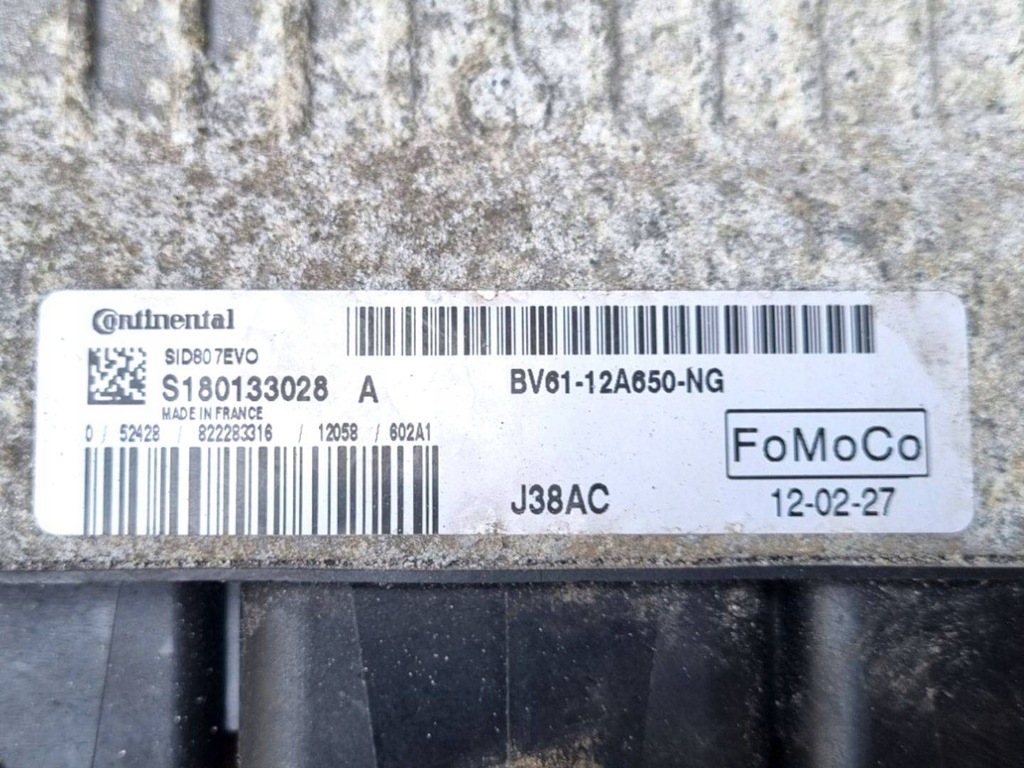 Continental
SID807EVO
S180133028 A
MADE IN FRANCE
0 / 52428 / 822283316 / 12058 / 602A1
BV61-12A650-NG
FoMoCo
J38AC
12-02-27